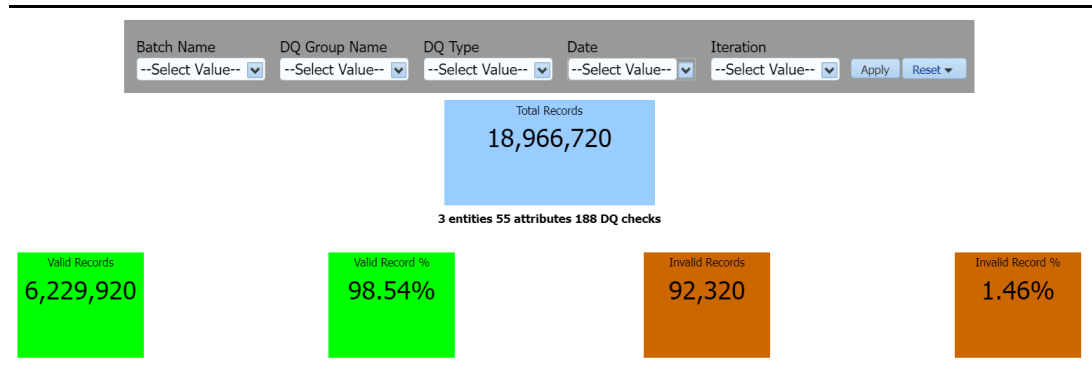 Batch Name DQ Group Name DQ Type Date Iteration
--Select Value-- --Select Value-- --Select Value-- --Select Value-- --Select Value-- Apply Reset
Total Records
18,966,720
3 entities 55 attributes 188 DQ checks
Valid Records Valid Record % Invalid Records Invalid Record %
6,229,920 98.54% 92,320 1.46%